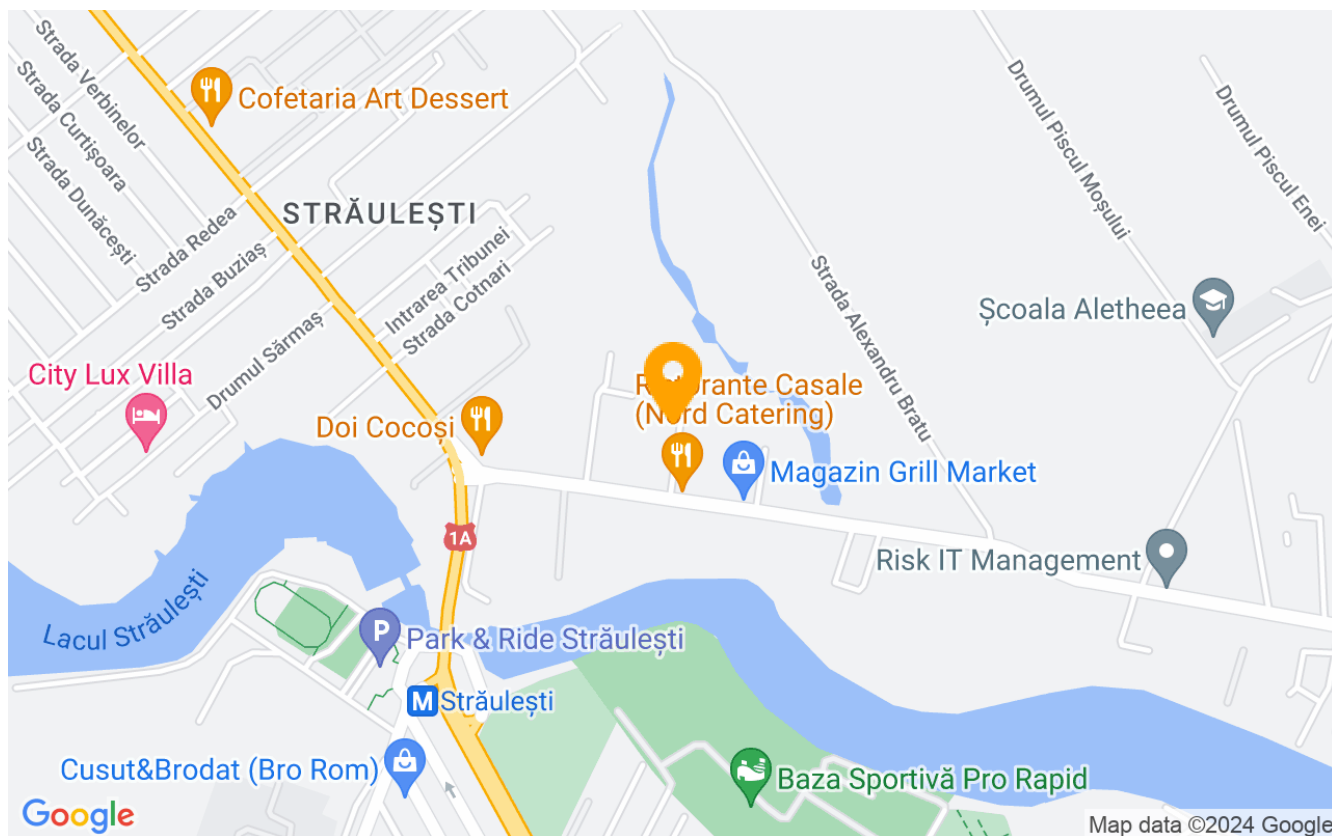 Strada Verbinelor
Strada Curtișoara
Strada Dunăcești
Cofetaria Art Dessert
STRĂULEȘTI
Strada Redea
Strada Buziaș
Drumul Sărmaș
Intrarea Tribunei
Strada Cotnari
Drumul Piscul Moșului
Drumul Piscul Enei
Strada Alexandru Bratu
Școala Aletheea
City Lux Villa
Doi Cocoși
Casale
(Nord Catering)
Magazin Grill Market
Risk IT Management
1A
Lacul Străulești
P
Park & Ride Străulești
M Străulești
Cusut&Brodat (Bro Rom)
Baza Sportivă Pro Rapid
Google
Map data ©2024 Google